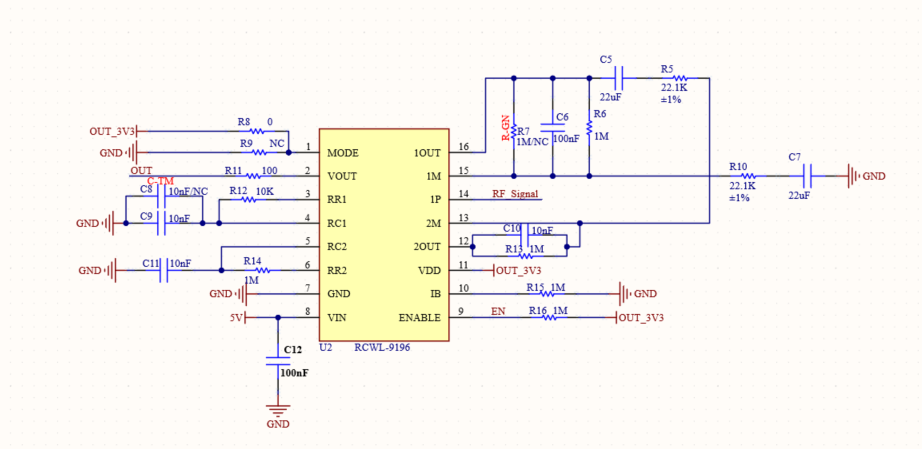 C5
22uF
R5
22.1K
±1%
R-GN
R7
1M/NC
C6
100nF
R6
1M
R8 0
OUT_3V3
R9 NC
GND
1 MODE
1OUT 16
OUT
R11 100
2 VOUT
1M 15
R10
22.1K
±1%
C7
22uF
GND
C-TM
C8 10nF/NC
R12 10K
3 RR1
1P 14
RF_Signal
GND
C9 10nF
4 RC1
2M 13
C10 10nF
5 RC2
2OUT 12
R13 1M
GND
C11 10nF
R14
1M
6 RR2
VDD 11
OUT_3V3
GND
7 GND
IB 10
R15 1M
GND
5V
8 VIN
ENABLE 9
EN
R16 1M
OUT_3V3
U2 RCWL-9196
C12
100nF
GND